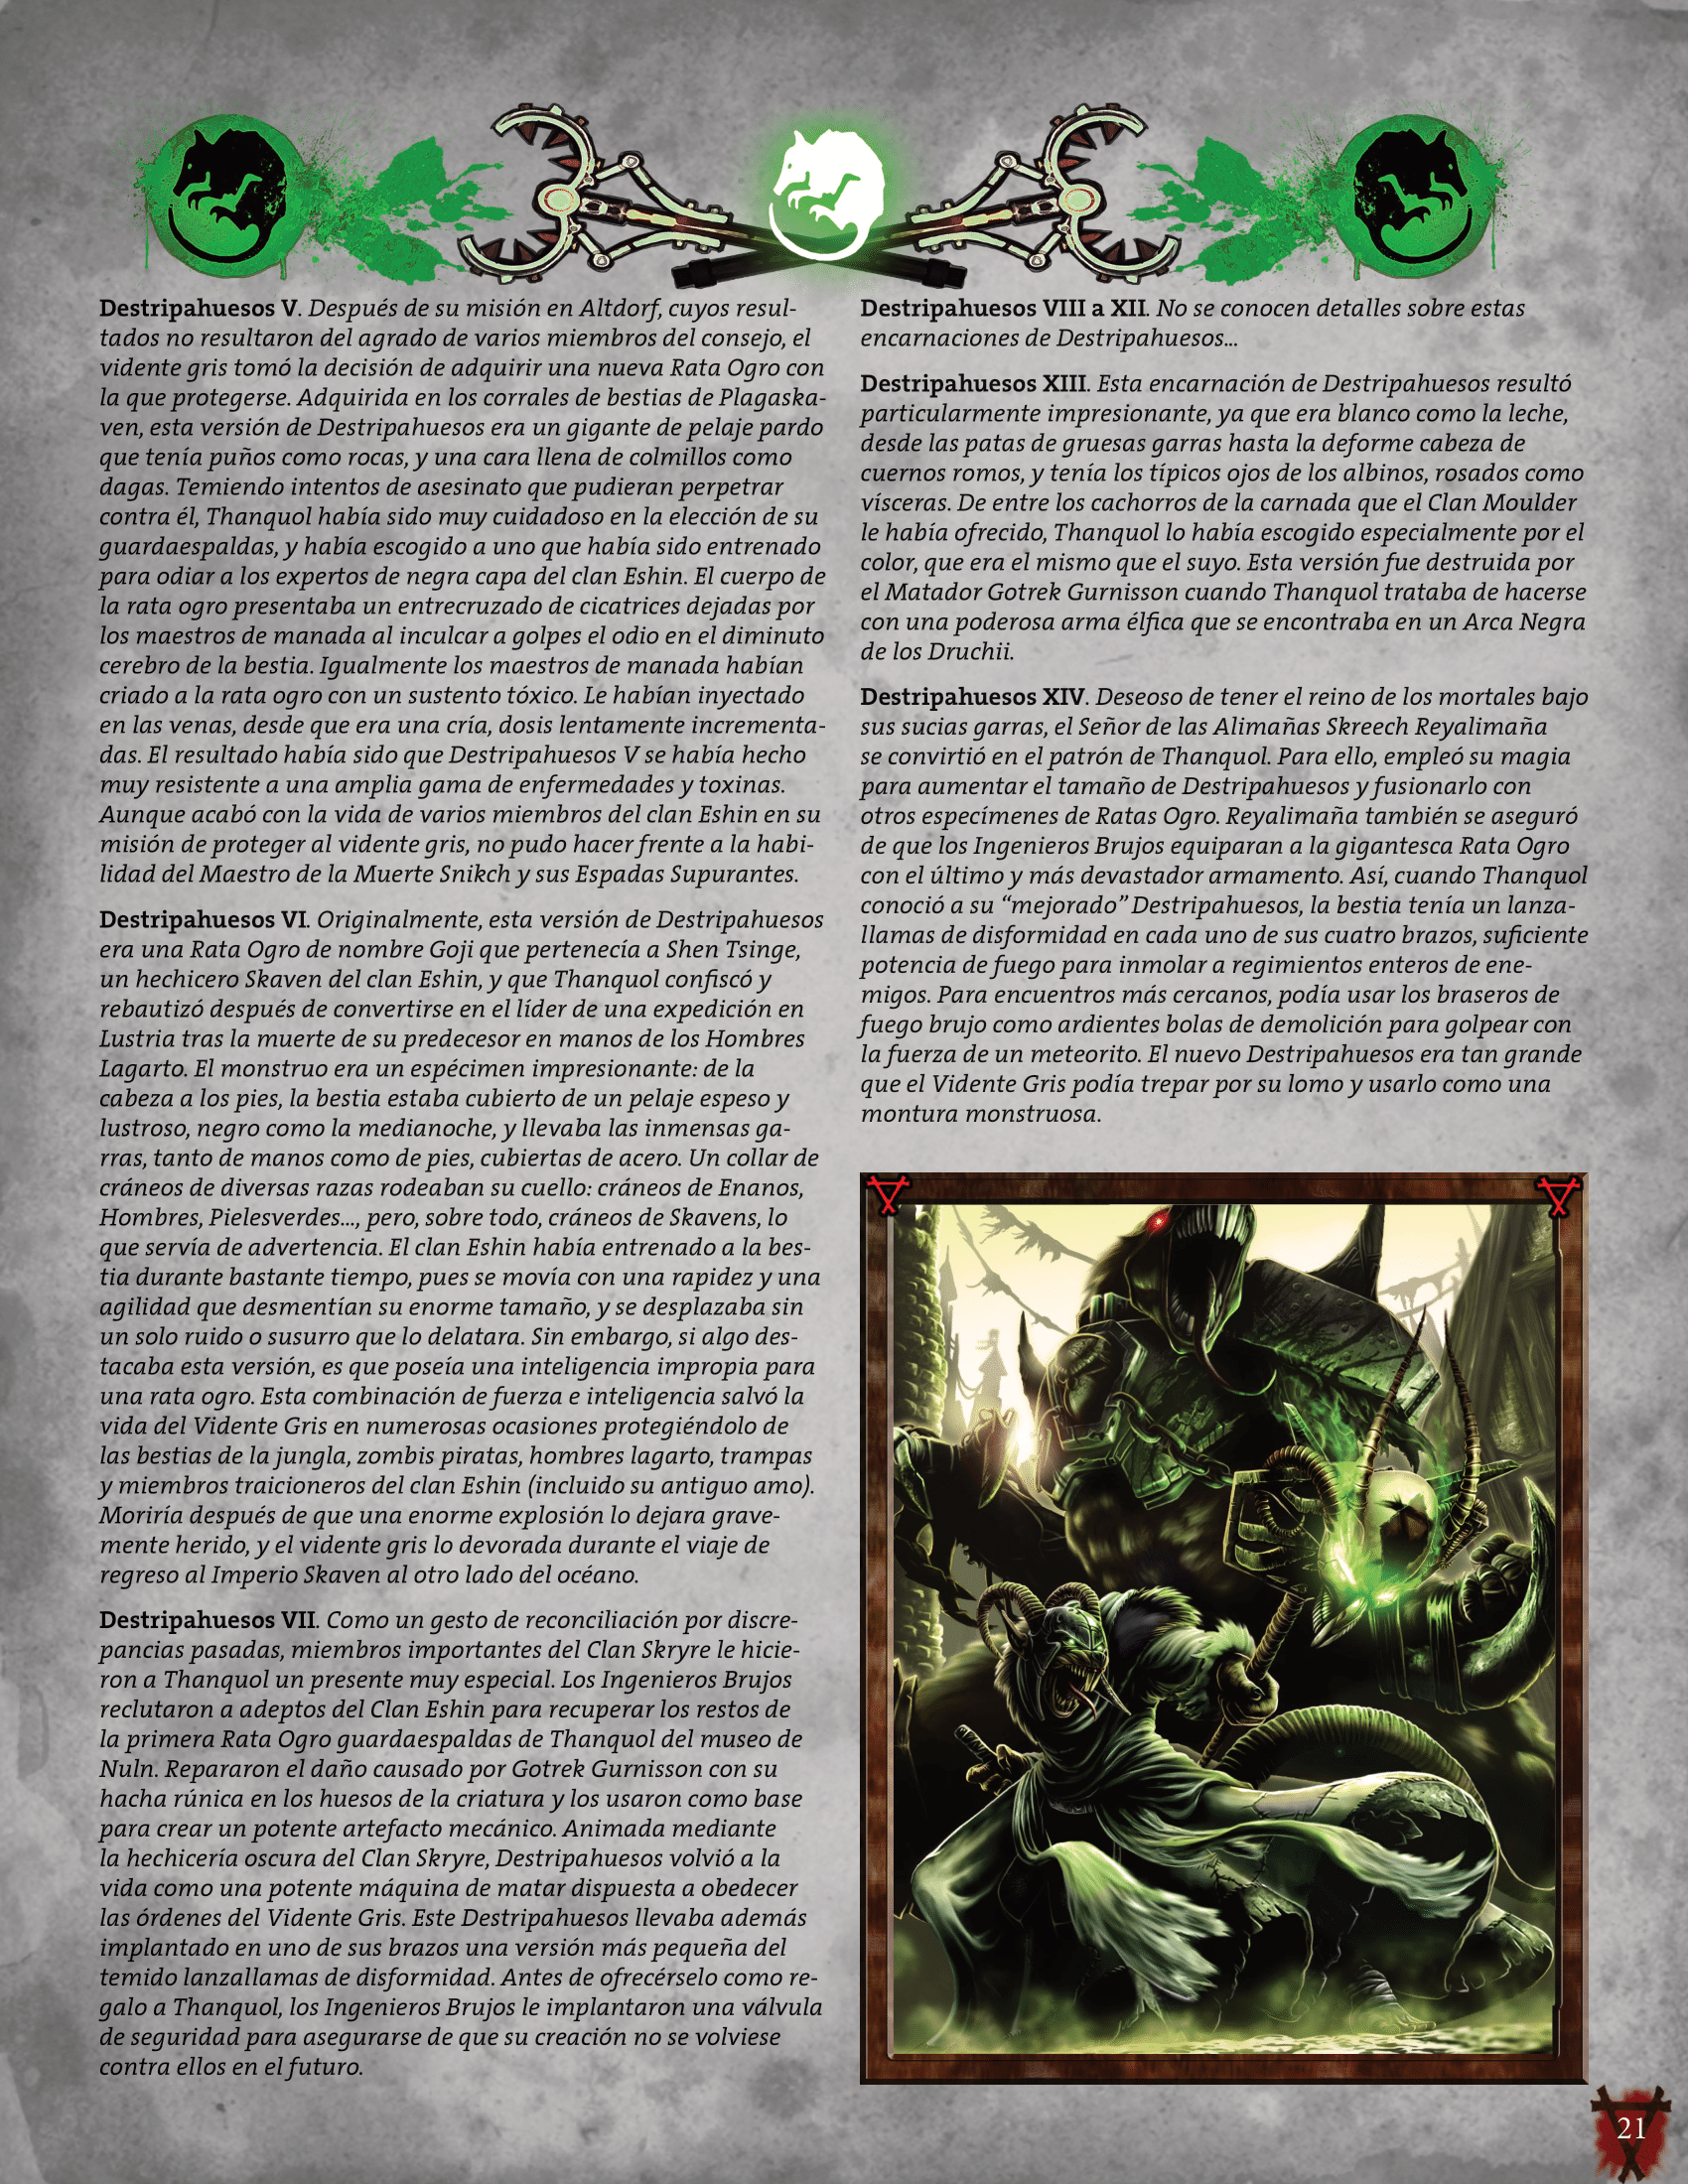 Destripahuesos V. Después de su misión en Altdorf, cuyos resul-
tados no resultaron del agrado de varios miembros del consejo, el
vidente gris tomó la decisión de adquirir una nueva Rata Ogro con
la que protegerse. Adquirida en los corrales de bestias de Plagaska-
ven, esta versión de Destripahuesos era un gigante de pelaje pardo
que tenía puños como rocas, y una cara llena de colmillos como
dagas. Temiendo intentos de asesinato que pudieran perpetrar
contra él, Thanquol había sido muy cuidadoso en la elección de su
guardaespaldas, y había escogido a uno que había sido entrenado
para odiar a los expertos de negra capa del clan Eshin. El cuerpo de
la rata ogro presentaba un entrecruzado de cicatrices dejadas por
los maestros de manada al inculcar a golpes el odio en el diminuto
cerebro de la bestia. Igualmente los maestros de manada habían
criado a la rata ogro con un sustento tóxico. Le habían inyectado
en las venas, desde que era una cría, dosis lentamente incrementa-
das. El resultado había sido que Destripahuesos V se había hecho
muy resistente a una amplia gama de enfermedades y toxinas.
Aunque acabó con la vida de varios miembros del clan Eshin en su
misión de proteger al vidente gris, no pudo hacer frente a la habi-
lidad del Maestro de la Muerte Snikch y sus Espadas Supurantes.
Destripahuesos VI. Originalmente, esta versión de Destripahuesos
era una Rata Ogro de nombre Goji que pertenecía a Shen Tsinge,
un hechicero Skaven del clan Eshin, y que Thanquol confiscó y
rebautizó después de convertirse en el líder de una expedición en
Lustria tras la muerte de su predecesor en manos de los Hombres
Lagarto. El monstruo era un espécimen impresionante: de la
cabeza a los pies, la bestia estaba cubierto de un pelaje espeso y
lustroso, negro como la medianoche, y llevaba las inmensas ga-
rras, tanto de manos como de pies, cubiertas de acero. Un collar de
cráneos de diversas razas rodeaban su cuello: cráneos de Enanos,
Hombres, Pielesverdes..., pero, sobre todo, cráneos de Skavens, lo
que servía de advertencia. El clan Eshin había entrenado a la bes-
tia durante bastante tiempo, pues se movía con una rapidez y una
agilidad que desmentían su enorme tamaño, y se desplazaba sin
un solo ruido o susurro que lo delatara. Sin embargo, si algo des-
tacaba esta versión, es que poseía una inteligencia impropia para
una rata ogro. Esta combinación de fuerza e inteligencia salvó la
vida del Vidente Gris en numerosas ocasiones protegiéndolo de
las bestias de la jungla, zombis piratas, hombres lagarto, trampas
y miembros traicioneros del clan Eshin (incluido su antiguo amo).
Moriría después de que una enorme explosión lo dejara grave-
mente herido, y el vidente gris lo devorada durante el viaje de
regreso al Imperio Skaven al otro lado del océano.
Destripahuesos VII. Como un gesto de reconciliación por discre-
pancias pasadas, miembros importantes del Clan Skryre le hicie-
ron a Thanquol un presente muy especial. Los Ingenieros Brujos
reclutaron a adeptos del Clan Eshin para recuperar los restos de
la primera Rata Ogro guardaespaldas de Thanquol del museo de
Nuln. Repararon el daño causado por Gotrek Gurnisson con su
hacha rúnica en los huesos de la criatura y los usaron como base
para crear un potente artefacto mecánico. Animada mediante
la hechicería oscura del Clan Skryre, Destripahuesos volvió a la
vida como una potente máquina de matar dispuesta a obedecer
las órdenes del Vidente Gris. Este Destripahuesos llevaba además
implantado en uno de sus brazos una versión más pequeña del
temido lanzallamas de disformidad. Antes de ofrecérselo como re-
galo a Thanquol, los Ingenieros Brujos le implantaron una válvula
de seguridad para asegurarse de que su creación no se volviese
contra ellos en el futuro.
Destripahuesos VIII a XII. No se conocen detalles sobre estas
encarnaciones de Destripahuesos...
Destripahuesos XIII. Esta encarnación de Destripahuesos resultó
particularmente impresionante, ya que era blanco como la leche,
desde las patas de gruesas garras hasta la deforme cabeza de
cuernos romos, y tenía los típicos ojos de los albinos, rosados como
vísceras. De entre los cachorros de la carnada que el Clan Moulder
le había ofrecido, Thanquol lo había escogido especialmente por el
color, que era el mismo que el suyo. Esta versión fue destruida por
el Matador Gotrek Gurnisson cuando Thanquol trataba de hacerse
con una poderosa arma élfica que se encontraba en un Arca Negra
de los Druchii.
Destripahuesos XIV. Deseoso de tener el reino de los mortales bajo
sus sucias garras, el Señor de las Alimañas Skreech Reyalimaña
se convirtió en el patrón de Thanquol. Para ello, empleó su magia
para aumentar el tamaño de Destripahuesos y fusionarlo con
otros especímenes de Ratas Ogro. Reyalimaña también se aseguró
de que los Ingenieros Brujos equiparan a la gigantesca Rata Ogro
con el último y más devastador armamento. Así, cuando Thanquol
conoció a su “mejorado” Destripahuesos, la bestia tenía un lanza-
llamas de disformidad en cada uno de sus cuatro brazos, suficiente
potencia de fuego para inmolar a regimientos enteros de ene-
migos. Para encuentros más cercanos, podía usar los braseros de
fuego brujo como ardientes bolas de demolición para golpear con
la fuerza de un meteorito. El nuevo Destripahuesos era tan grande
que el Vidente Gris podía trepar por su lomo y usarlo como una
montura monstruosa.
21